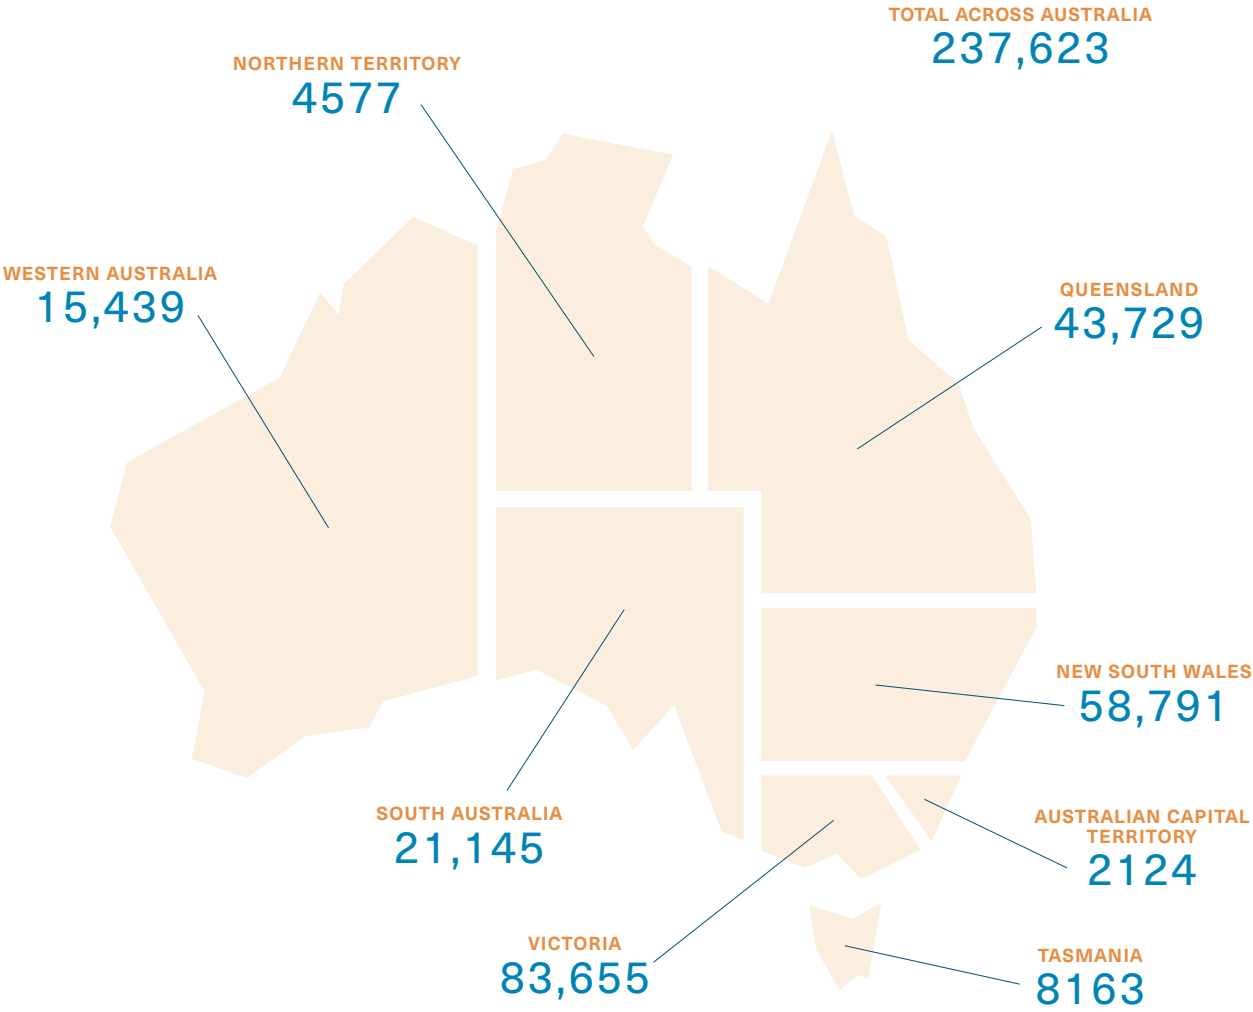 TOTAL ACROSS AUSTRALIA
237,623
NORTHERN TERRITORY
4577
WESTERN AUSTRALIA
15,439
QUEENSLAND
43,729
NEW SOUTH WALES
58,791
SOUTH AUSTRALIA
21,145
AUSTRALIAN CAPITAL
TERRITORY
2124
VICTORIA
83,655
TASMANIA
8163